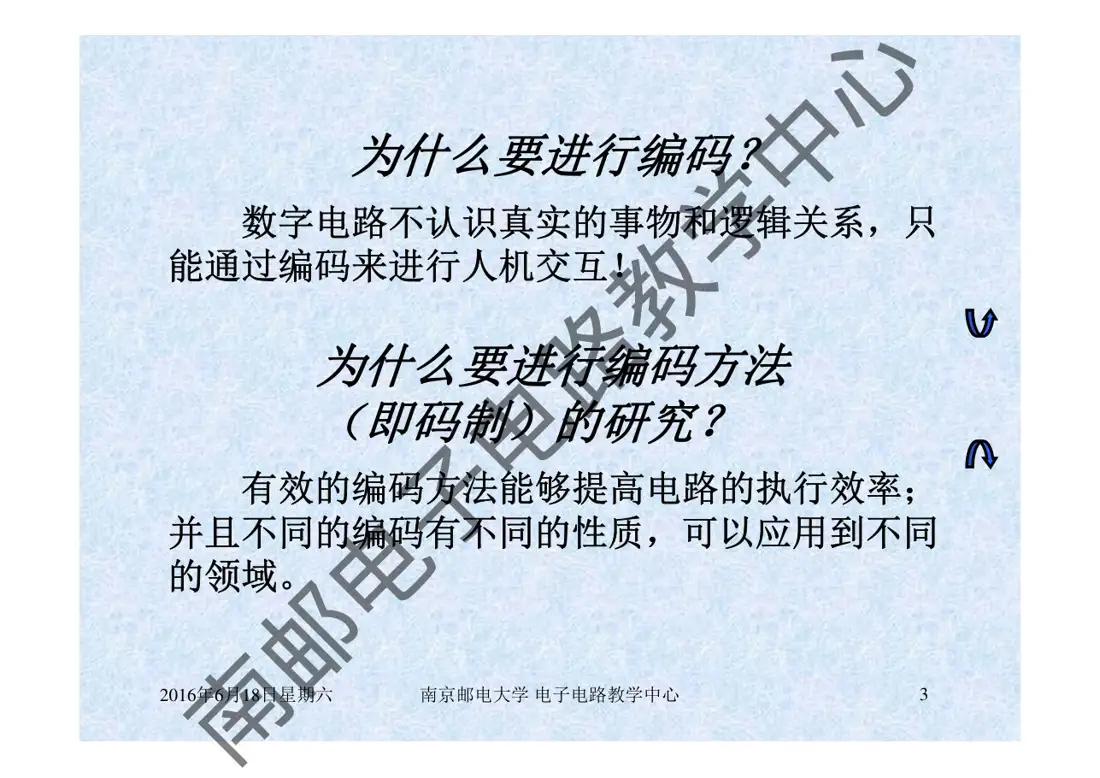 为什么要进行编码？
数字电路不认识真实的事物和逻辑关系，只
能通过编码来进行人机交互！
为什么要进行编码方法
（即码制）的研究？
有效的编码方法能够提高电路的执行效率；
并且不同的编码有不同的性质，可以应用到不同
的领域。
2016年6月18日星期六
南京邮电大学 电子电路教学中心
3
南邮电子电路教学中心